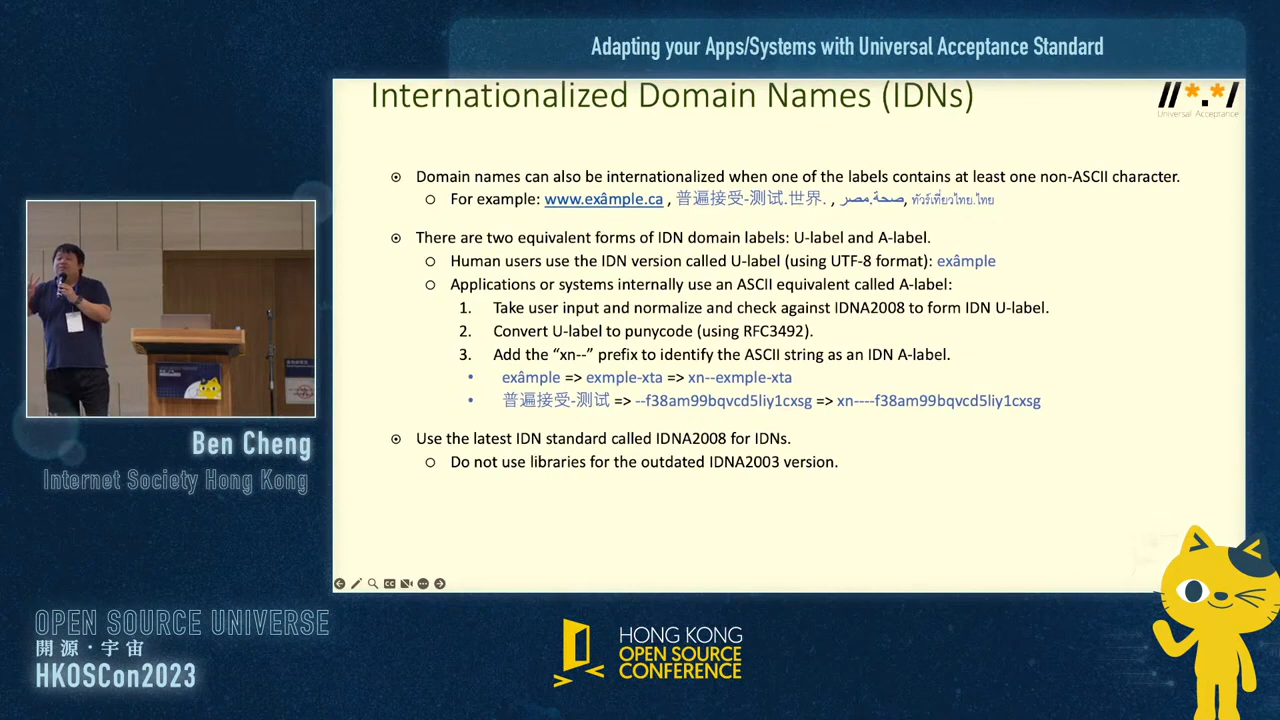 Adapting your Apps/Systems with Universal Acceptance Standard
Internationalized Domain Names (IDNs)
Universal Acceptance
Domain names can also be internationalized when one of the labels contains at least one non-ASCII character.
For example: www.exâmple.ca , 普遍接受-测试.世界. , صحة.مصر, ทัวร์เที่ยวไทย.ไทย
There are two equivalent forms of IDN domain labels: U-label and A-label.
Human users use the IDN version called U-label (using UTF-8 format): exâmple
Applications or systems internally use an ASCII equivalent called A-label:
1. Take user input and normalize and check against IDNA2008 to form IDN U-label.
2. Convert U-label to punycode (using RFC3492).
3. Add the “xn--” prefix to identify the ASCII string as an IDN A-label.
exâmple => exmple-xta => xn--exmple-xta
普遍接受-测试 => --f38am99bqvcd5liy1cxsg => xn----f38am99bqvcd5liy1cxsg
Use the latest IDN standard called IDNA2008 for IDNs.
Do not use libraries for the outdated IDNA2003 version.
Ben Cheng
Internet Society Hong Kong
OPEN SOURCE UNIVERSE
開源·宇宙
HKOSCon2023
HONG KONG
OPEN SOURCE
CONFERENCE